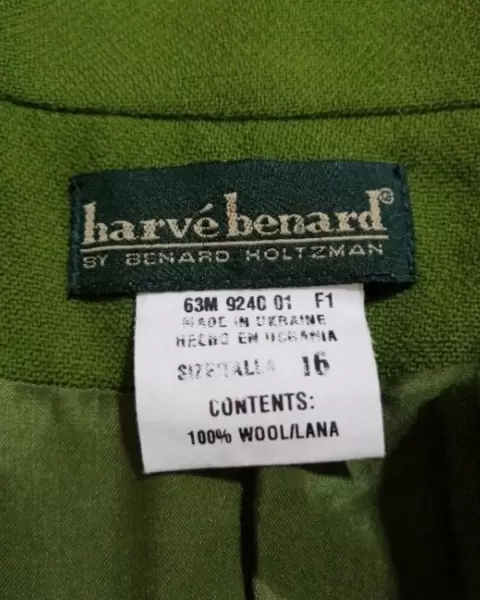 harvé benard®
BY BENARD HOLTZMAN
63M 924C 01 F1
MADE IN UKRAINE
HECHO EN UCRANIA
SIZE/TALLA 16
CONTENTS:
100% WOOL/LANA